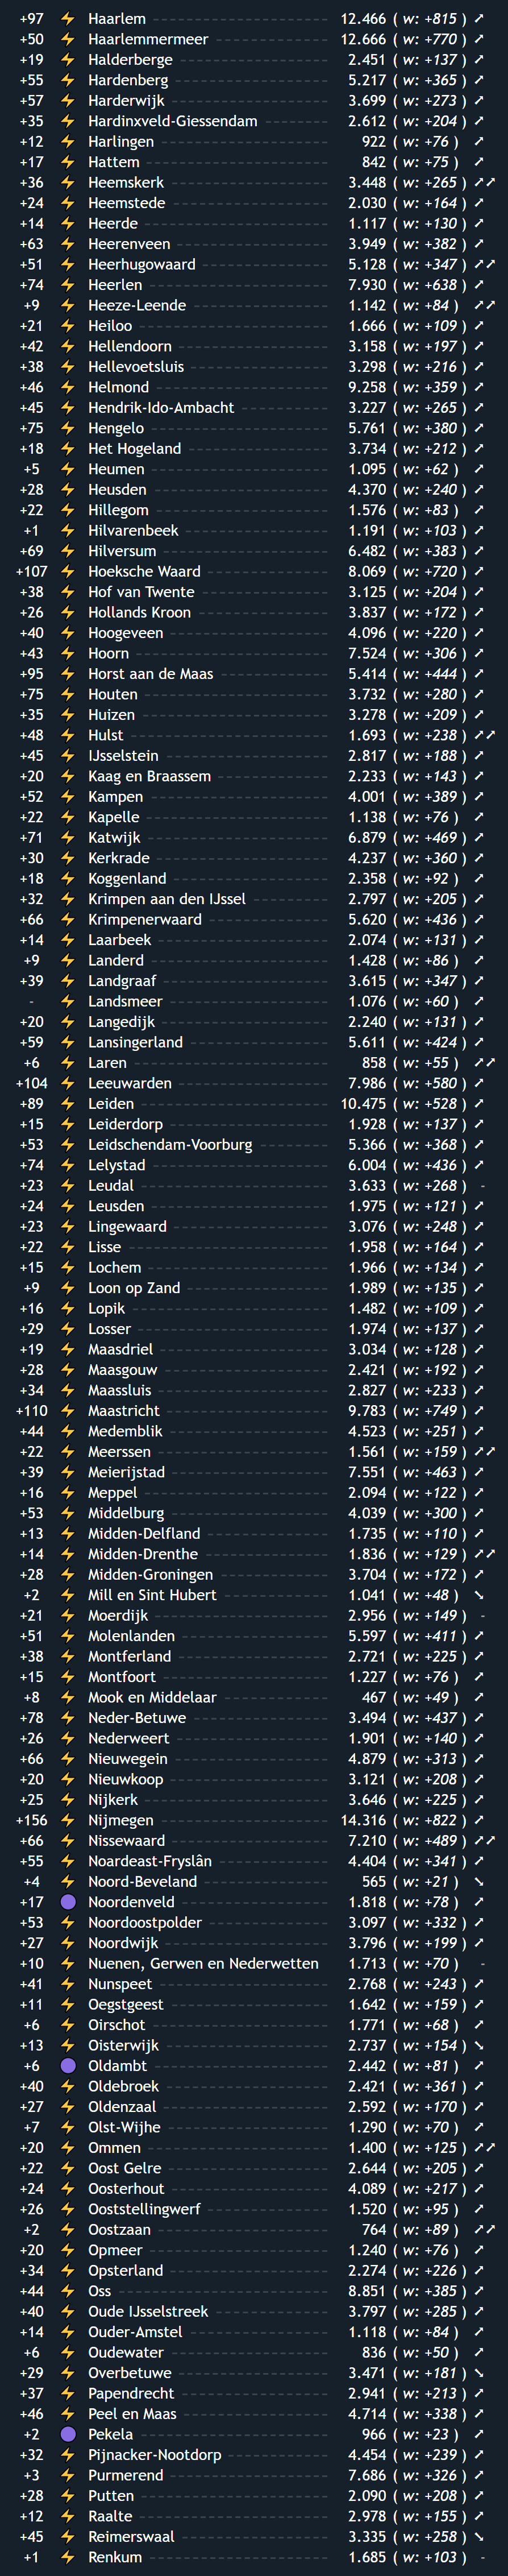 +97 ⚡ Haarlem 12.466 ( w: +815 ) ↗
+50 ⚡ Haarlemmermeer 12.666 ( w: +770 ) ↗
+19 ⚡ Halderberge 2.451 ( w: +137 ) ↗
+55 ⚡ Hardenberg 5.217 ( w: +365 ) ↗
+57 ⚡ Harderwijk 3.699 ( w: +273 ) ↗
+35 ⚡ Hardinxveld-Giessendam 2.612 ( w: +204 ) ↗
+12 ⚡ Harlingen 922 ( w: +76 ) ↗
+17 ⚡ Hattem 842 ( w: +75 ) ↗
+36 ⚡ Heemskerk 3.448 ( w: +265 ) ↗↗
+24 ⚡ Heemstede 2.030 ( w: +164 ) ↗
+14 ⚡ Heerde 1.117 ( w: +130 ) ↗
+63 ⚡ Heerenveen 3.949 ( w: +382 ) ↗
+51 ⚡ Heerhugowaard 5.128 ( w: +347 ) ↗↗
+74 ⚡ Heerlen 7.930 ( w: +638 ) ↗
+9 ⚡ Heeze-Leende 1.142 ( w: +84 ) ↗↗
+21 ⚡ Heiloo 1.666 ( w: +109 ) ↗
+42 ⚡ Hellendoorn 3.158 ( w: +197 ) ↗
+38 ⚡ Hellevoetsluis 3.298 ( w: +216 ) ↗
+46 ⚡ Helmond 9.258 ( w: +359 ) ↗
+45 ⚡ Hendrik-Ido-Ambacht 3.227 ( w: +265 ) ↗
+75 ⚡ Hengelo 5.761 ( w: +380 ) ↗
+18 ⚡ Het Hogeland 3.734 ( w: +212 ) ↗
+5 ⚡ Heumen 1.095 ( w: +62 ) ↗
+28 ⚡ Heusden 4.370 ( w: +240 ) ↗
+22 ⚡ Hillegom 1.576 ( w: +83 ) ↗
+1 ⚡ Hilvarenbeek 1.191 ( w: +103 ) ↗
+69 ⚡ Hilversum 6.482 ( w: +383 ) ↗
+107 ⚡ Hoeksche Waard 8.069 ( w: +720 ) ↗
+38 ⚡ Hof van Twente 3.125 ( w: +204 ) ↗
+26 ⚡ Hollands Kroon 3.837 ( w: +172 ) ↗
+40 ⚡ Hoogeveen 4.096 ( w: +220 ) ↗
+43 ⚡ Hoorn 7.524 ( w: +306 ) ↗
+95 ⚡ Horst aan de Maas 5.414 ( w: +444 ) ↗
+75 ⚡ Houten 3.732 ( w: +280 ) ↗
+35 ⚡ Huizen 3.278 ( w: +209 ) ↗
+48 ⚡ Hulst 1.693 ( w: +238 ) ↗↗
+45 ⚡ IJsselstein 2.817 ( w: +188 ) ↗
+20 ⚡ Kaag en Braassem 2.233 ( w: +143 ) ↗
+52 ⚡ Kampen 4.001 ( w: +389 ) ↗
+22 ⚡ Kapelle 1.138 ( w: +76 ) ↗
+71 ⚡ Katwijk 6.879 ( w: +469 ) ↗
+30 ⚡ Kerkrade 4.237 ( w: +360 ) ↗
+18 ⚡ Koggenland 2.358 ( w: +92 ) ↗
+32 ⚡ Krimpen aan den IJssel 2.797 ( w: +205 ) ↗
+66 ⚡ Krimpenerwaard 5.620 ( w: +436 ) ↗
+14 ⚡ Laarbeek 2.074 ( w: +131 ) ↗
+9 ⚡ Landerd 1.428 ( w: +86 ) ↗
+39 ⚡ Landgraaf 3.615 ( w: +347 ) ↗
- ⚡ Landsmeer 1.076 ( w: +60 ) ↗
+20 ⚡ Langedijk 2.240 ( w: +131 ) ↗
+59 ⚡ Lansingerland 5.611 ( w: +424 ) ↗
+6 ⚡ Laren 858 ( w: +55 ) ↗↗
+104 ⚡ Leeuwarden 7.986 ( w: +580 ) ↗
+89 ⚡ Leiden 10.475 ( w: +528 ) ↗
+15 ⚡ Leiderdorp 1.928 ( w: +137 ) ↗
+53 ⚡ Leidschendam-Voorburg 5.366 ( w: +368 ) ↗
+74 ⚡ Lelystad 6.004 ( w: +436 ) ↗
+23 ⚡ Leudal 3.633 ( w: +268 ) -
+24 ⚡ Leusden 1.975 ( w: +121 ) ↗
+23 ⚡ Lingewaard 3.076 ( w: +248 ) ↗
+22 ⚡ Lisse 1.958 ( w: +164 ) ↗
+15 ⚡ Lochem 1.966 ( w: +134 ) ↗
+9 ⚡ Loon op Zand 1.989 ( w: +135 ) ↗
+16 ⚡ Lopik 1.482 ( w: +109 ) ↗
+29 ⚡ Losser 1.974 ( w: +137 ) ↗
+19 ⚡ Maasdriel 3.034 ( w: +128 ) ↗
+28 ⚡ Maasgouw 2.421 ( w: +192 ) ↗
+34 ⚡ Maassluis 2.827 ( w: +233 ) ↗
+110 ⚡ Maastricht 9.783 ( w: +749 ) ↗
+44 ⚡ Medemblik 4.523 ( w: +251 ) ↗
+22 ⚡ Meerssen 1.561 ( w: +159 ) ↗↗
+39 ⚡ Meierijstad 7.551 ( w: +463 ) ↗
+16 ⚡ Meppel 2.094 ( w: +122 ) ↗
+53 ⚡ Middelburg 4.039 ( w: +300 ) ↗
+13 ⚡ Midden-Delfland 1.735 ( w: +110 ) ↗
+14 ⚡ Midden-Drenthe 1.836 ( w: +129 ) ↗↗
+28 ⚡ Midden-Groningen 3.704 ( w: +172 ) ↗
+2 ⚡ Mill en Sint Hubert 1.041 ( w: +48 ) ↘
+21 ⚡ Moerdijk 2.956 ( w: +149 ) -
+51 ⚡ Molenlanden 5.597 ( w: +411 ) ↗
+38 ⚡ Montferland 2.721 ( w: +225 ) ↗
+15 ⚡ Montfoort 1.227 ( w: +76 ) ↗
+8 ⚡ Mook en Middelaar 467 ( w: +49 ) ↗
+78 ⚡ Neder-Betuwe 3.494 ( w: +437 ) ↗
+26 ⚡ Nederweert 1.901 ( w: +140 ) ↗
+66 ⚡ Nieuwegein 4.879 ( w: +313 ) ↗
+20 ⚡ Nieuwkoop 3.121 ( w: +208 ) ↗
+25 ⚡ Nijkerk 3.646 ( w: +225 ) ↗
+156 ⚡ Nijmegen 14.316 ( w: +822 ) ↗
+66 ⚡ Nissewaard 7.210 ( w: +489 ) ↗↗
+55 ⚡ Noardeast-Fryslân 4.404 ( w: +341 ) ↗
+4 ⚡ Noord-Beveland 565 ( w: +21 ) ↘
+17 🟣 Noordenveld 1.818 ( w: +78 ) ↗
+53 ⚡ Noordoostpolder 3.097 ( w: +332 ) ↗
+27 ⚡ Noordwijk 3.796 ( w: +199 ) ↗
+10 ⚡ Nuenen, Gerwen en Nederwetten 1.713 ( w: +70 ) -
+41 ⚡ Nunspeet 2.768 ( w: +243 ) ↗
+11 ⚡ Oegstgeest 1.642 ( w: +159 ) ↗
+6 ⚡ Oirschot 1.771 ( w: +68 ) ↗
+13 ⚡ Oisterwijk 2.737 ( w: +154 ) ↘
+6 🟣 Oldambt 2.442 ( w: +81 ) ↗
+40 ⚡ Oldebroek 2.421 ( w: +361 ) ↗
+27 ⚡ Oldenzaal 2.592 ( w: +170 ) ↗
+7 ⚡ Olst-Wijhe 1.290 ( w: +70 ) ↗
+20 ⚡ Ommen 1.400 ( w: +125 ) ↗↗
+22 ⚡ Oost Gelre 2.644 ( w: +205 ) ↗
+24 ⚡ Oosterhout 4.089 ( w: +217 ) ↗
+26 ⚡ Ooststellingwerf 1.520 ( w: +95 ) ↗
+2 ⚡ Oostzaan 764 ( w: +89 ) ↗↗
+20 ⚡ Opmeer 1.240 ( w: +76 ) ↗
+34 ⚡ Opsterland 2.274 ( w: +226 ) ↗
+44 ⚡ Oss 8.851 ( w: +385 ) ↗
+40 ⚡ Oude IJsselstreek 3.797 ( w: +285 ) ↗
+14 ⚡ Ouder-Amstel 1.118 ( w: +84 ) ↗
+6 ⚡ Oudewater 836 ( w: +50 ) ↗
+29 ⚡ Overbetuwe 3.471 ( w: +181 ) ↘
+37 ⚡ Papendrecht 2.941 ( w: +213 ) ↗
+46 ⚡ Peel en Maas 4.714 ( w: +338 ) ↗
+2 🟣 Pekela 966 ( w: +23 ) ↗
+32 ⚡ Pijnacker-Nootdorp 4.454 ( w: +239 ) ↗
+3 ⚡ Purmerend 7.686 ( w: +326 ) ↗
+28 ⚡ Putten 2.090 ( w: +208 ) ↗
+12 ⚡ Raalte 2.978 ( w: +155 ) ↗
+45 ⚡ Reimerswaal 3.335 ( w: +258 ) ↘
+1 ⚡ Renkum 1.685 ( w: +103 ) -